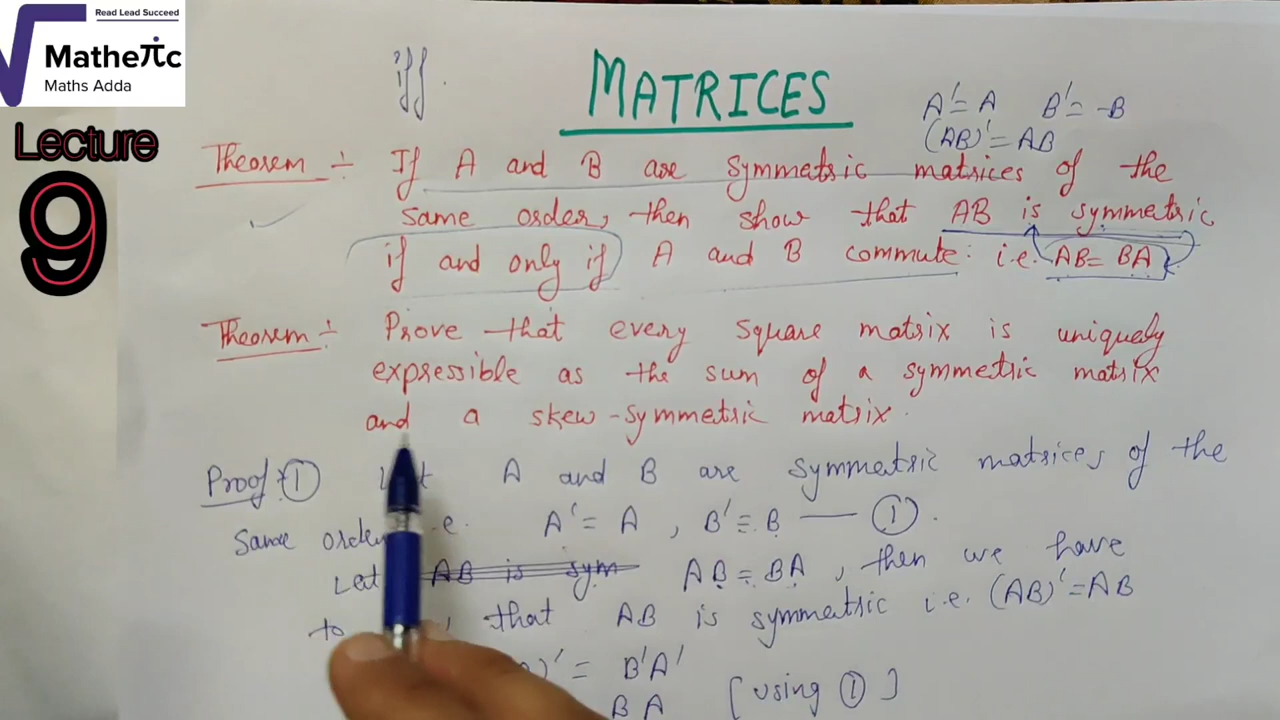 Read Lead Succeed
Matheπc
Maths Adda
Lecture
9
iff.
MATRICES
A' = A B' = -B
(AB)' = AB
Theorem ÷ If A and B are symmetric matrices of the
same order, then show that AB is symmetric
if and only if A and B commute: i.e. AB = BA
Theorem ÷ Prove that every square matrix is uniquely
expressible as the sum of a symmetric matrix
and a skew-symmetric matrix.
Proof ÷ ① Let A and B are symmetric matrices of the
Same order i.e. A' = A, B' = B — ①.
Let AB is sym AB = BA, then we have
to that AB is symmetric i.e. (AB)' = AB
)' = B'A'
BA [using ①]